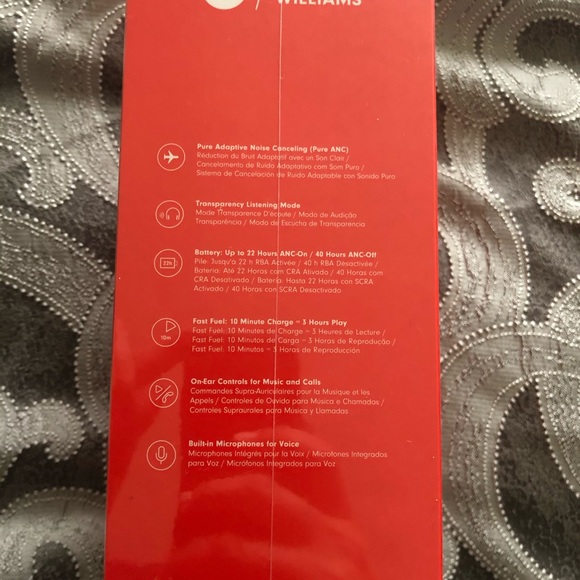 WILLIAMS
Pure Adaptive Noise Canceling (Pure ANC)
Réduction du Bruit Adaptatif avec un Son Clair /
Cancelamento de Ruído Adaptativo com Som Puro /
Sistema de Cancelación de Ruido Adaptable con Sonido Puro
Transparency Listening Mode
Mode Transparence D'écoute / Modo de Audição
Transparência / Modo de Escucha de Transparencia
22h
Battery: Up to 22 Hours ANC-On / 40 Hours ANC-Off
Pile: Jusqu'a 22 h RBA Activée / 40 h RBA Désactivée /
Bateria: Até 22 Horas com CRA Ativado / 40 Horas com
CRA Desativado / Batería: Hasta 22 Horas con SCRA
Activado / 40 Horas con SCRA Desactivado
10m
Fast Fuel: 10 Minute Charge = 3 Hours Play
Fast Fuel: 10 Minutes de Charge = 3 Heures de Lecture /
Fast Fuel: 10 Minutos de Carga = 3 Horas de Reprodução /
Fast Fuel: 10 Minutos = 3 Horas de Reproducción
On-Ear Controls for Music and Calls
Commandes Supra-Auriculaires pour la Musique et les
Appels / Controles de Ouvido para Música e Chamadas /
Controles Supraurales para Música y Llamadas
Built-in Microphones for Voice
Microphones Intégrés pour la Voix / Microfones Integrados
para Voz / Micrófonos Integrados para Voz